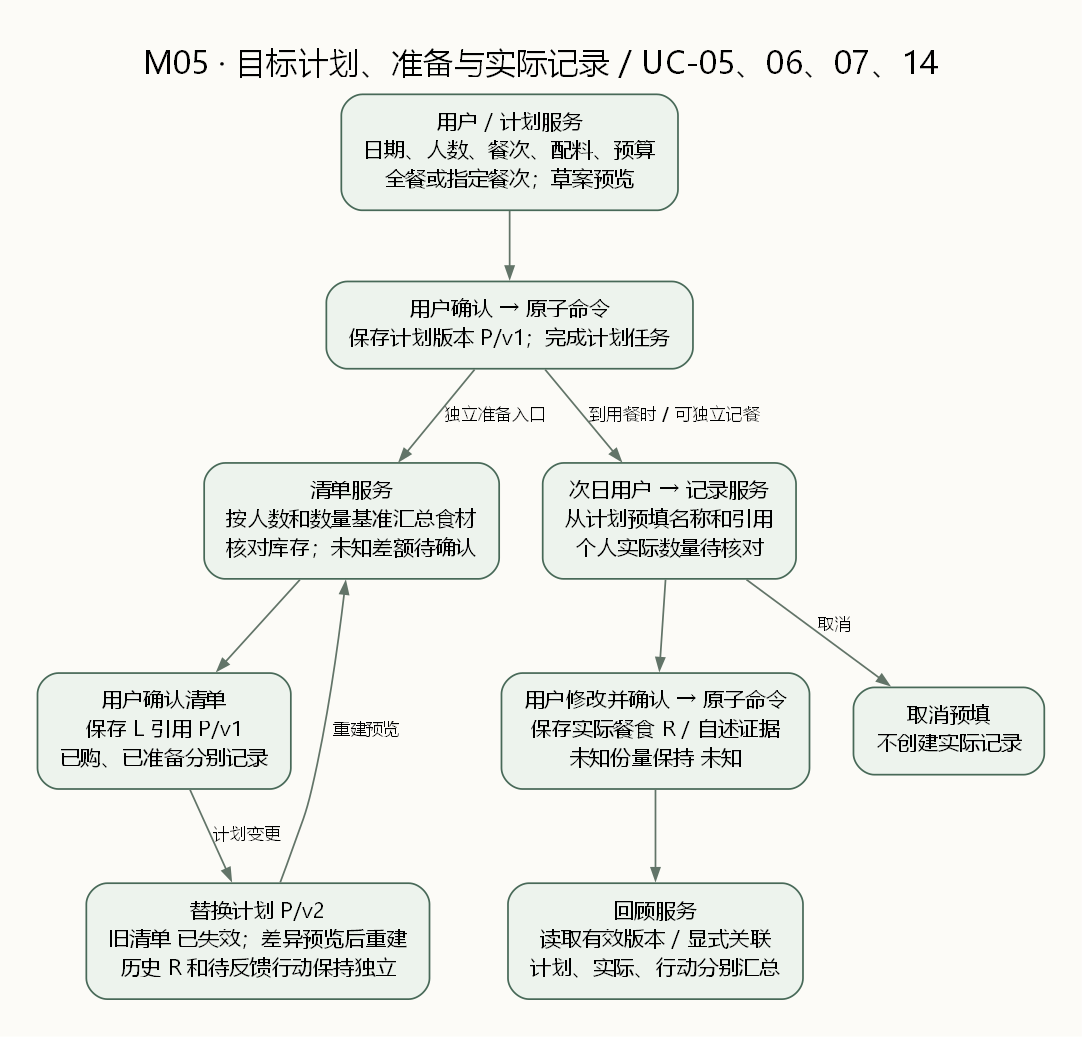 M05 · 目标计划、准备与实际记录 / UC-05、06、07、14
用户 / 计划服务
日期、人数、餐次、配料、预算
全餐或指定餐次；草案预览
用户确认 → 原子命令
保存计划版本 P/v1；完成计划任务
独立准备入口
到用餐时 / 可独立记餐
清单服务
按人数和数量基准汇总食材
核对库存；未知差额待确认
次日用户 → 记录服务
从计划预填名称和引用
个人实际数量待核对
取消
用户确认清单
保存 L 引用 P/v1
已购、已准备分别记录
重建预览
用户修改并确认 → 原子命令
保存实际餐食 R / 自述证据
未知份量保持 未知
取消预填
不创建实际记录
计划变更
替换计划 P/v2
旧清单 已失效；差异预览后重建
历史 R 和待反馈行动保持独立
回顾服务
读取有效版本 / 显式关联
计划、实际、行动分别汇总